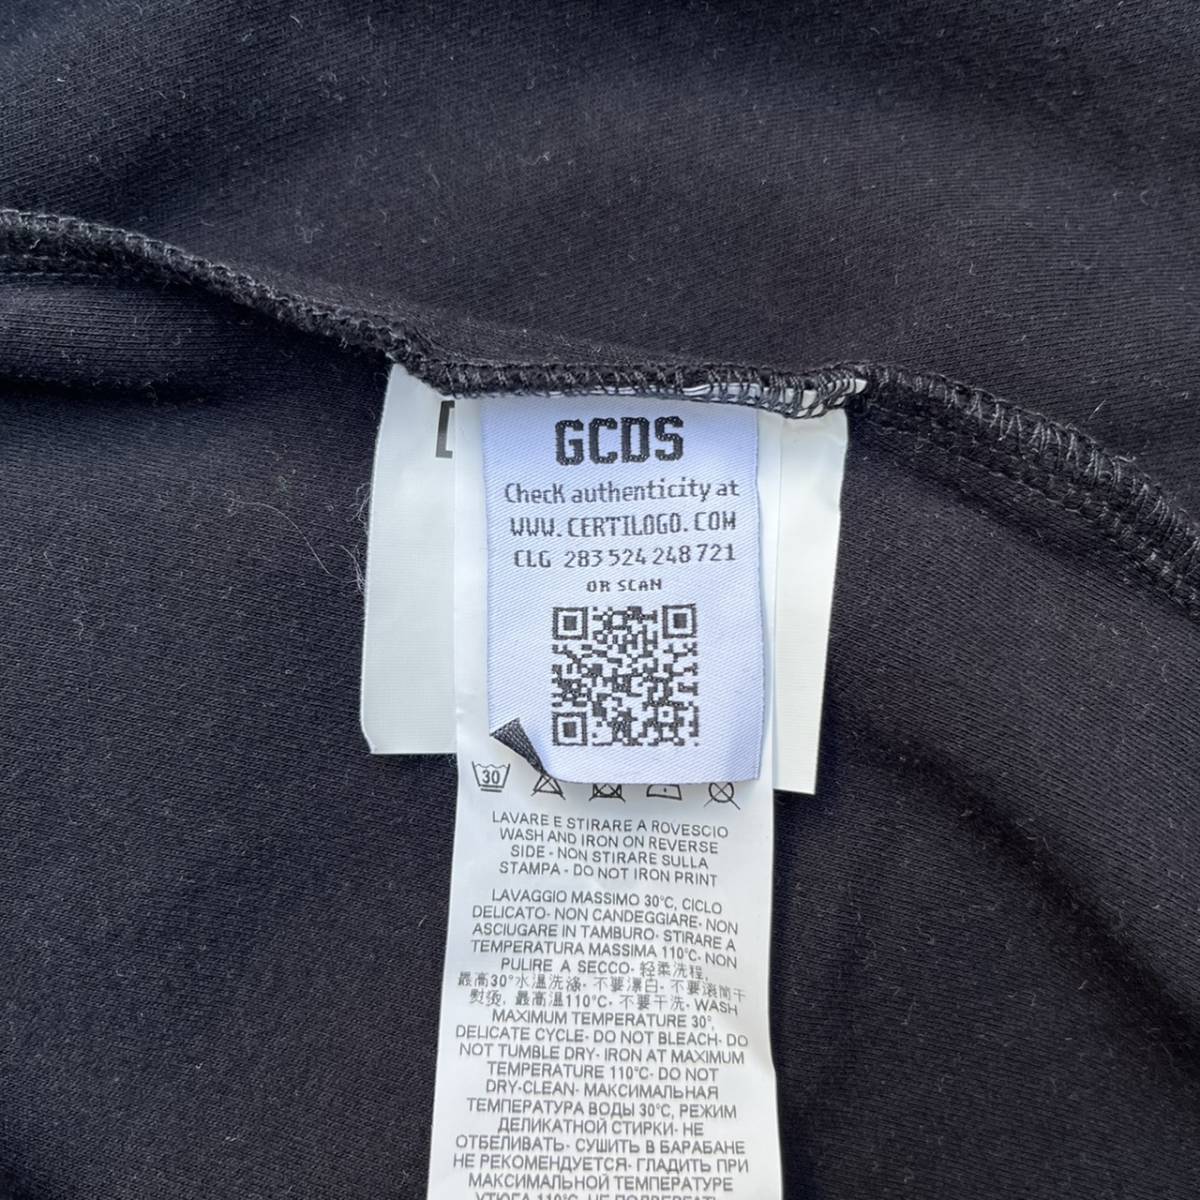 GCDS
Check authenticity at
WWW.CERTILOGO.COM
CLG 283 524 248 721
OR SCAN
30
LAVARE E STIRARE A ROVESCIO
WASH AND IRON ON REVERSE
SIDE - NON STIRARE SULLA
STAMPA - DO NOT IRON PRINT
LAVAGGIO MASSIMO 30°C, CICLO
DELICATO- NON CANDEGGIARE- NON
ASCIUGARE IN TAMBURO- STIRARE A
TEMPERATURA MASSIMA 110°C- NON
PULIRE A SECCO- 轻柔洗程,
最高30°水温洗涤- 不要漂白- 不要滚筒干
熨烫, 最高温110°C- 不要干洗- WASH
MAXIMUM TEMPERATURE 30°,
DELICATE CYCLE- DO NOT BLEACH- DO
NOT TUMBLE DRY- IRON AT MAXIMUM
TEMPERATURE 110°C- DO NOT
DRY-CLEAN- МАКСИМАЛЬНАЯ
ТЕМПЕРАТУРА ВОДЫ 30°C, РЕЖИМ
ДЕЛИКАТНОЙ СТИРКИ- НЕ
ОТБЕЛИВАТЬ- СУШИТЬ В БАРАБАНЕ
НЕ РЕКОМЕНДУЕТСЯ- ГЛАДИТЬ ПРИ
МАКСИМАЛЬНОЙ ТЕМПЕРАТУРЕ
УТЮГА 110°C- НЕ ПОДВЕРГАТЬ